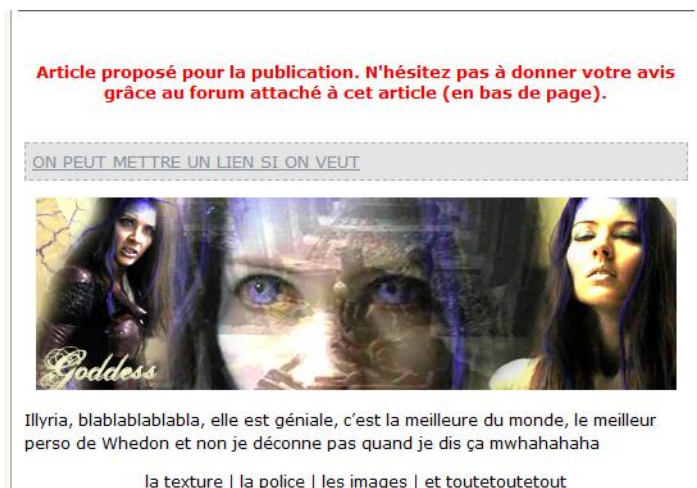 Article proposé pour la publication. N'hésitez pas à donner votre avis
grâce au forum attaché à cet article (en bas de page).
ON PEUT METTRE UN LIEN SI ON VEUT
Goddess
Illyria, blablablablabla, elle est géniale, c'est la meilleure du monde, le meilleur
perso de Whedon et non je déconne pas quand je dis ça mwhahahaha
la texture | la police | les images | et toutetoutetout